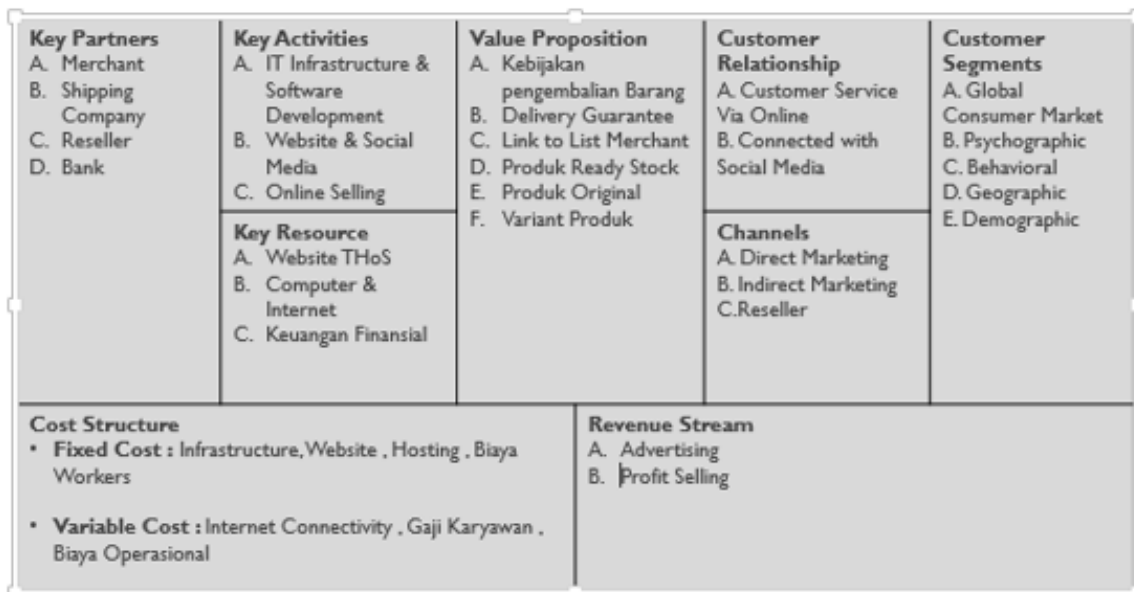 Key Partners
A. Merchant
B. Shipping
Company
C. Reseller
D. Bank
Key Activities
A. IT Infrastructure &
Software
Development
B. Website & Social
Media
C. Online Selling
Key Resource
A. Website THoS
B. Computer &
Internet
C. Keuangan Finansial
Value Proposition
A. Kebijakan
pengembalian Barang
B. Delivery Guarantee
C. Link to List Merchant
D. Produk Ready Stock
E. Produk Original
F. Variant Produk
Customer
Relationship
A. Customer Service
Via Online
B. Connected with
Social Media
Channels
A. Direct Marketing
B. Indirect Marketing
C.Reseller
Customer
Segments
A. Global
Consumer Market
B. Psychographic
C. Behavioral
D. Geographic
E. Demographic
Cost Structure
• Fixed Cost : Infrastructure, Website , Hosting , Biaya
Workers
• Variable Cost : Internet Connectivity , Gaji Karyawan ,
Biaya Operasional
Revenue Stream
A. Advertising
B. Profit Selling